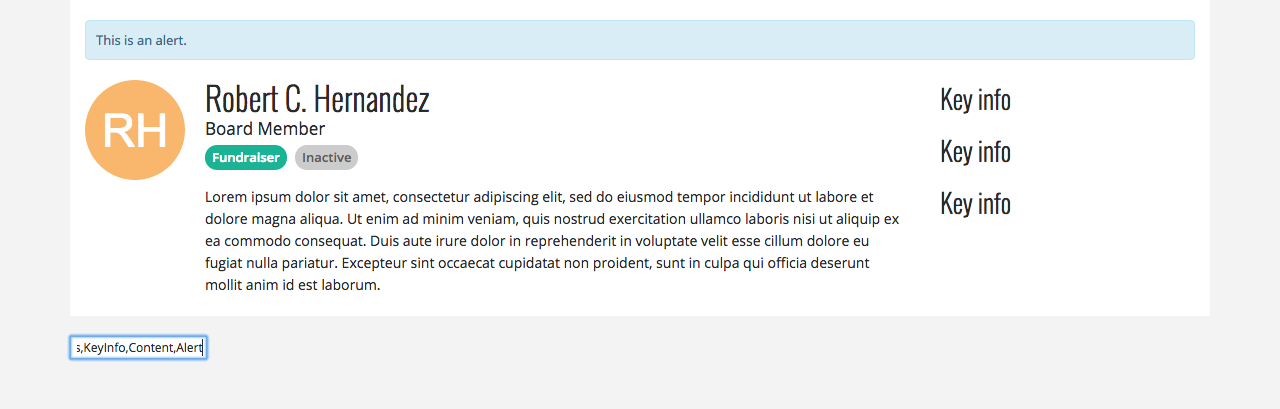 This is an alert.
RH
Robert C. Hernandez
Board Member
Fundraiser Inactive
Lorem ipsum dolor sit amet, consectetur adipiscing elit, sed do eiusmod tempor incididunt ut labore et
dolore magna aliqua. Ut enim ad minim veniam, quis nostrud exercitation ullamco laboris nisi ut aliquip ex
ea commodo consequat. Duis aute irure dolor in reprehenderit in voluptate velit esse cillum dolore eu
fugiat nulla pariatur. Excepteur sint occaecat cupidatat non proident, sunt in culpa qui officia deserunt
mollit anim id est laborum.
Key info
Key info
Key info
s,KeyInfo,Content,Alert